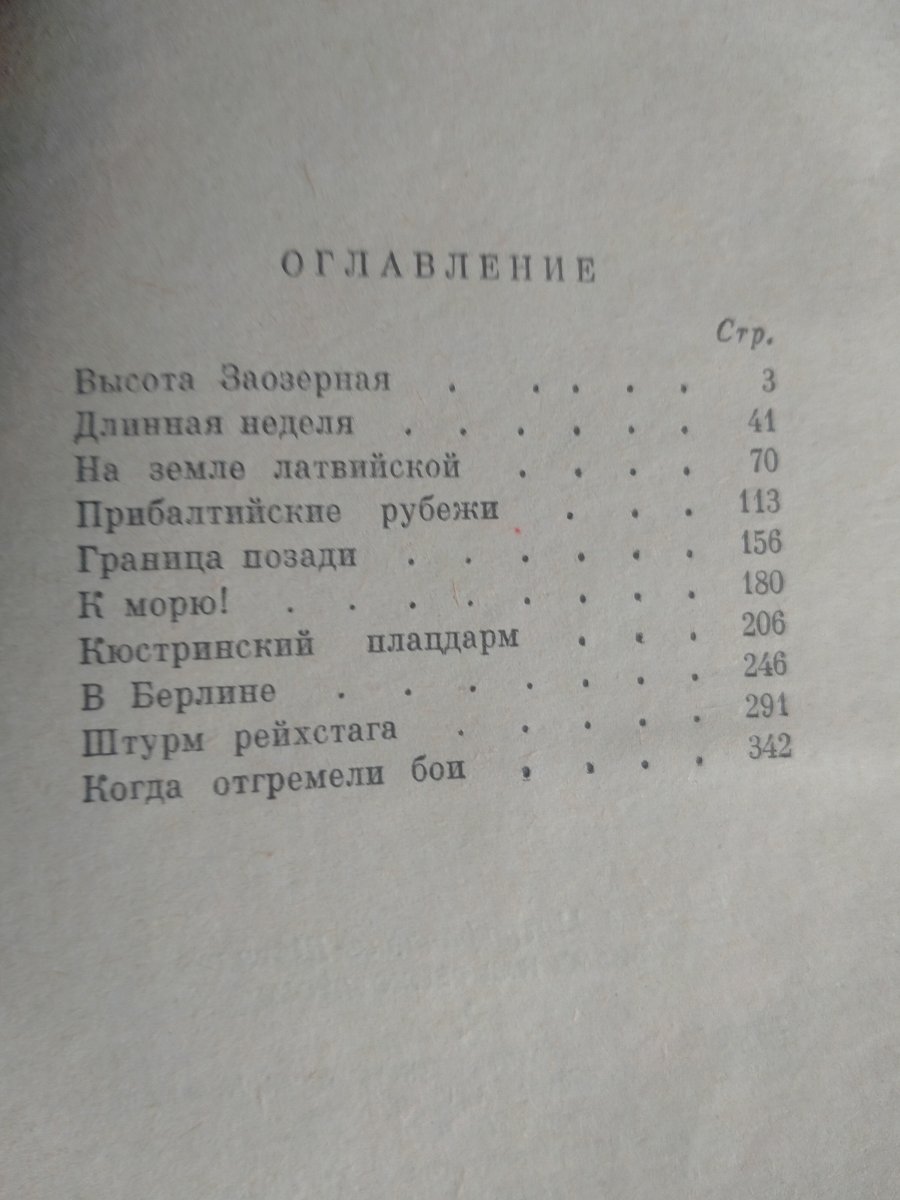 ОГЛАВЛЕНИЕ
Стр.
Высота Заозерная . . . . . 3
Длинная неделя . . . . . . 41
На земле латвийской . . . . 70
Прибалтийские рубежи . . . 113
Граница позади . . . . . . 156
К морю! . . . . . . . . 180
Кюстринский плацдарм . . . 206
В Берлине . . . . . . . 246
Штурм рейхстага . . . . . 291
Когда отгремели бои . . . . 342